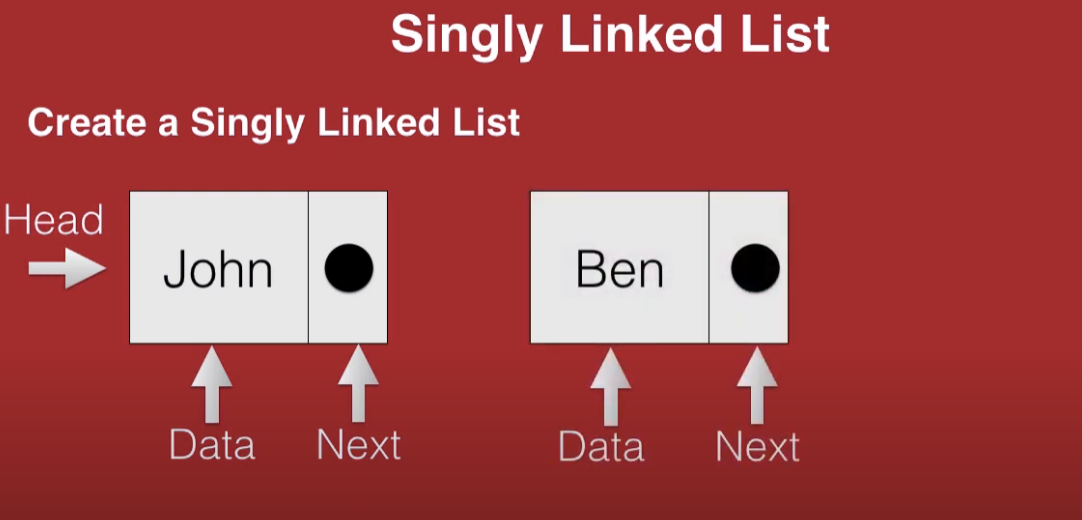 Singly Linked List
Create a Singly Linked List
Head
John
Ben
Data
Next
Data
Next